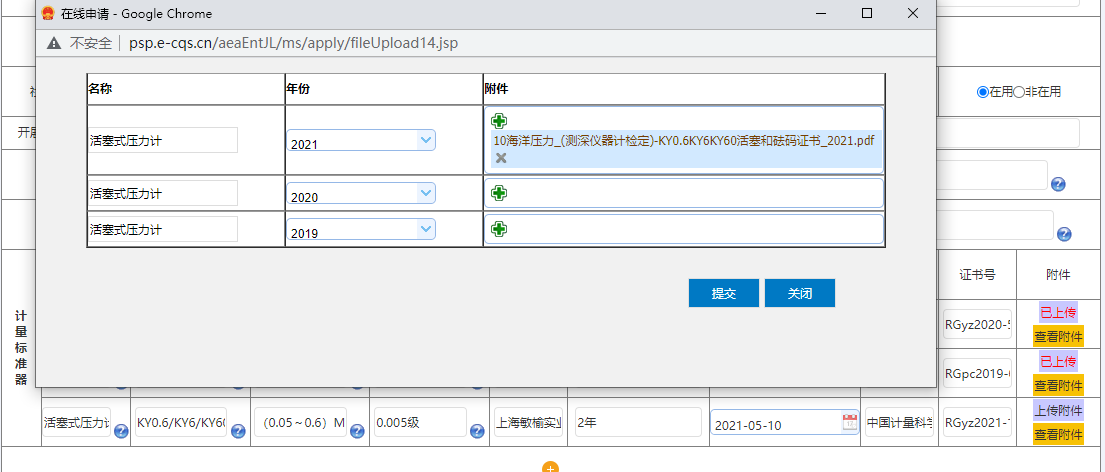 在线申请 - Google Chrome
不安全 | psp.e-cqs.cn/aeaEntJL/ms/apply/fileUpload14.jsp
名称 年份 附件
活塞式压力计 2021 10海洋压力_(测深仪器计检定)-KY0.6KY6KY60活塞和砝码证书_2021.pdf
活塞式压力计 2020
活塞式压力计 2019
提交 关闭
在用 非在用
开展
证书号 附件
计量标准器
RGyz2020-5 已上传
查看附件
RGpc2019- 已上传
查看附件
活塞式压力计 KY0.6/KY6/KY60 (0.05～0.6) M 0.005级 上海敏榆实业 2年 2021-05-10 中国计量科学 RGyz2021- 上传附件
查看附件